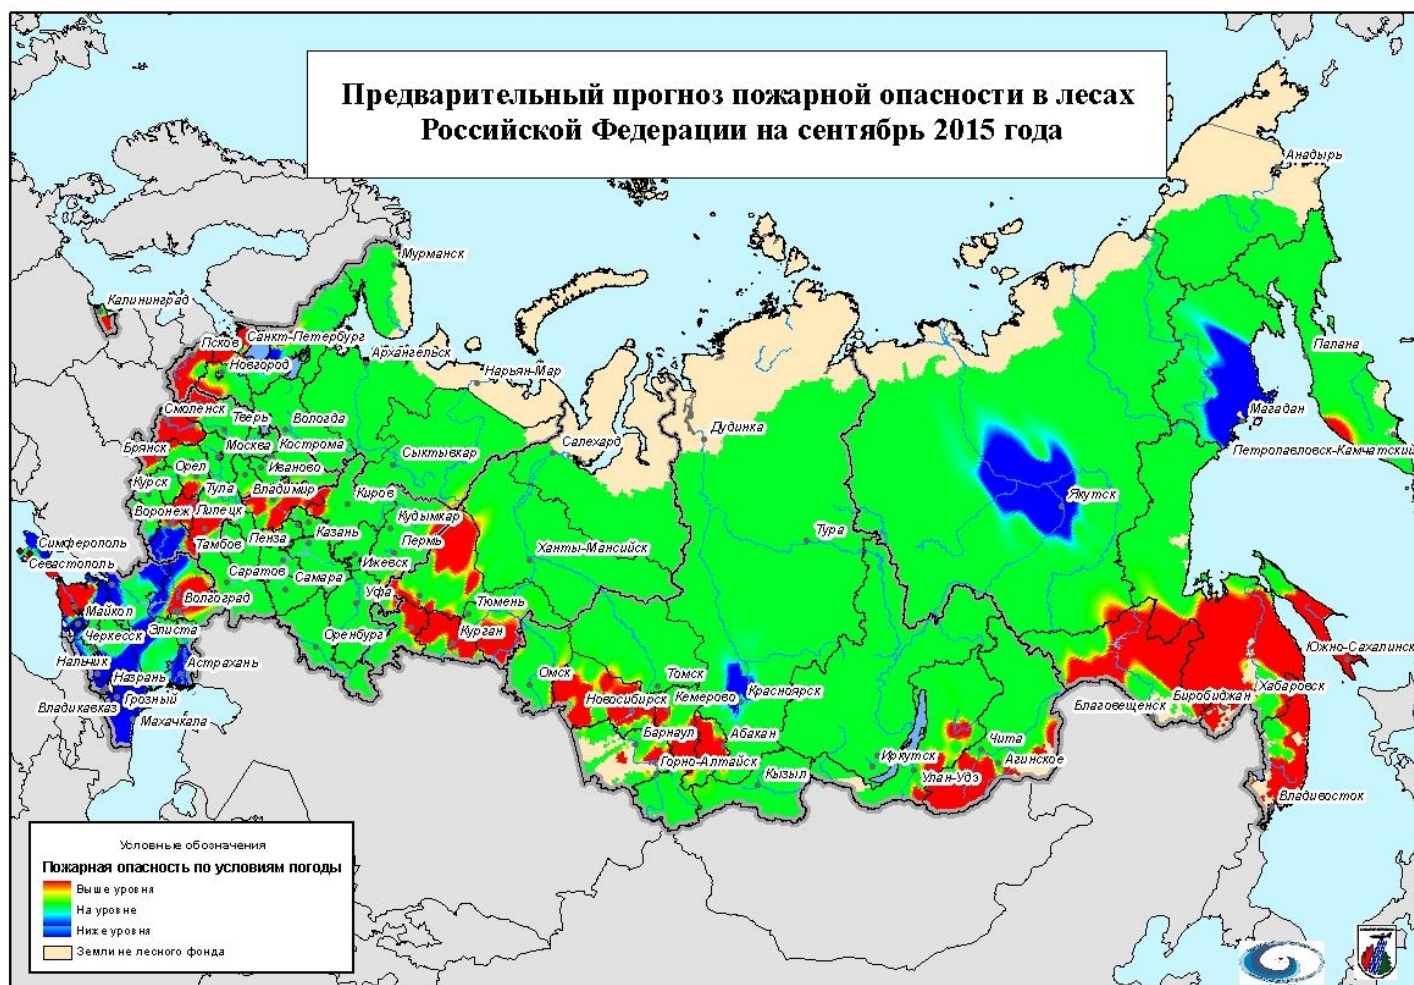 Предварительный прогноз пожарной опасности в лесах
Российской Федерации на сентябрь 2015 года
Анадырь
Мурманск
Калининград
Санкт-Петербург
Псков
Новгород
Архангельск
Нарьян-Мар
Палана
Смоленск
Тверь
Вологда
Магадан
Дудинка
Брянск
Москва
Кострома
Салехард
Сыктывкар
Петропавловск-Камчатский
Орел
Иваново
Курск
Тула
Владимир
Киров
Якутск
Воронеж
Липецк
Кудымкар
Симферополь
Тамбов
Пенза
Казань
Пермь
Тура
Ханты-Мансийск
Севастополь
Саратов
Самара
Ижевск
Майкоп
Волгоград
Уфа
Тюмень
Черкесск
Элиста
Оренбург
Курган
Южно-Сахалинск
Нальчик
Назрань
Астрахань
Омск
Томск
Новосибирск
Кемерово
Красноярск
Биробиджан
Хабаровск
Владикавказ
Грозный
Благовещенск
Махачкала
Барнаул
Абакан
Чита
Иркутск
Агинское
Горно-Алтайск
Кызыл
Улан-Удэ
Владивосток
Условные обозначения
Пожарная опасность по условиям погоды
Выше уровня
На уровне
Ниже уровня
Земли не лесного фонда